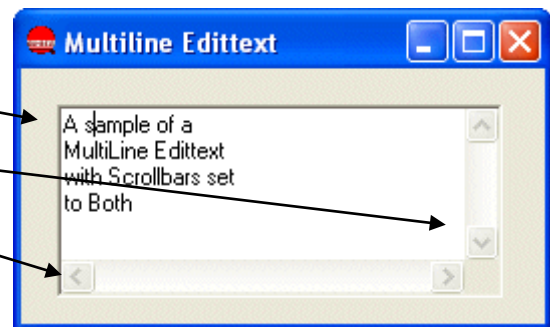 Multiline Edittext
A sample of a
MultiLine Edittext
with Scrollbars set
to Both